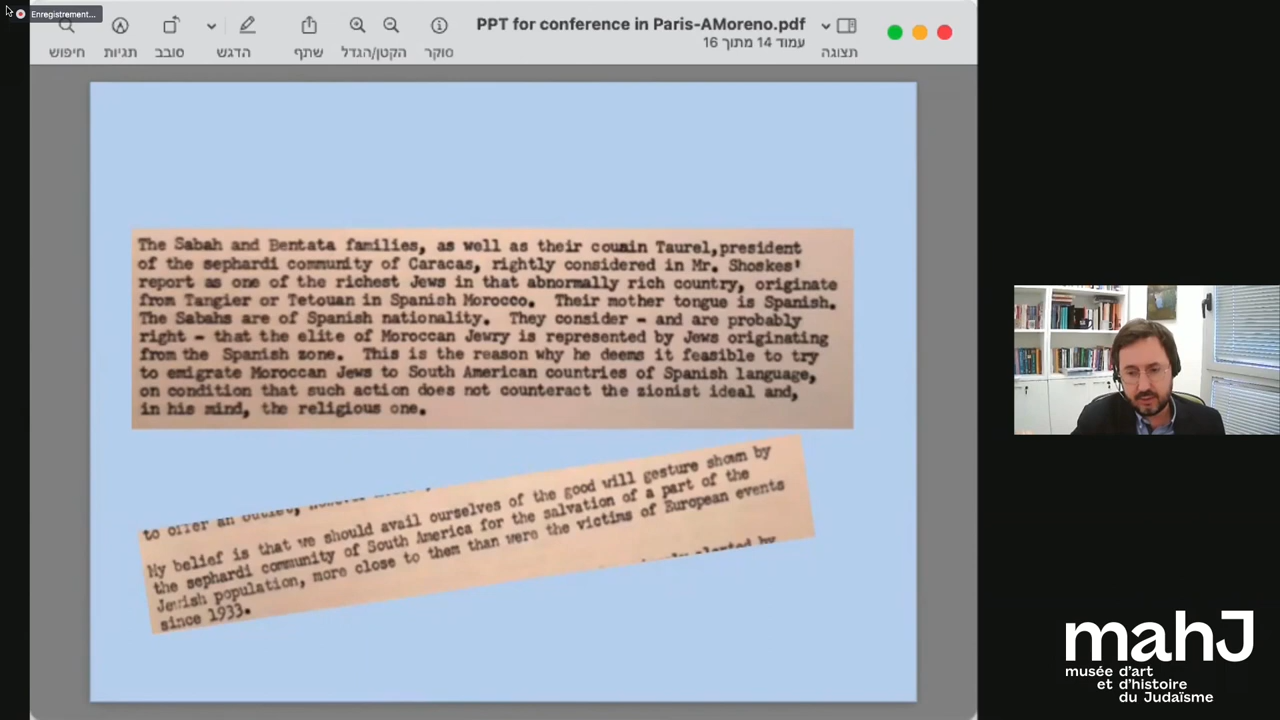 Enregistrement...
PPT for conference in Paris-AMoreno.pdf
עמוד 14 מתוך 16
חיפוש
תגיות
סובב
הדגש
שתף
הקטן/הגדל
סוקר
תצוגה
The Sabah and Bentata families, as well as their cousin Taurel,president
of the sephardi community of Caracas, rightly considered in Mr. Shoskes'
report as one of the richest Jews in that abnormally rich country, originate
from Tangier or Tetouan in Spanish Morocco. Their mother tongue is Spanish.
The Sabahs are of Spanish nationality. They consider - and are probably
right - that the elite of Moroccan Jewry is represented by Jews originating
from the Spanish zone. This is the reason why he deems it feasible to try
to emigrate Moroccan Jews to South American countries of Spanish language,
on condition that such action does not counteract the zionist ideal and,
in his mind, the religious one.
to offer an outlet,
My belief is that we should avail ourselves of the good will gesture shown by
the sephardi community of South America for the salvation of a part of the
Jewish population, more close to them than were the victims of European events
since 1933.
mahJ
musée d'art
et d'histoire
du Judaïsme